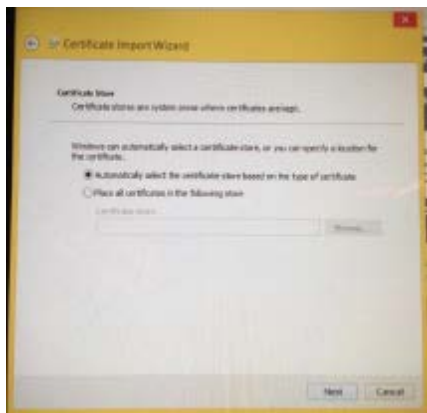 Certificate Import Wizard
Certificate Store
Certificate stores are system areas where certificates are kept.
Windows can automatically select a certificate store, or you can specify a location for
the certificate.
Automatically select the certificate store based on the type of certificate
Place all certificates in the following store
Certificate store:
Browse...
Next
Cancel